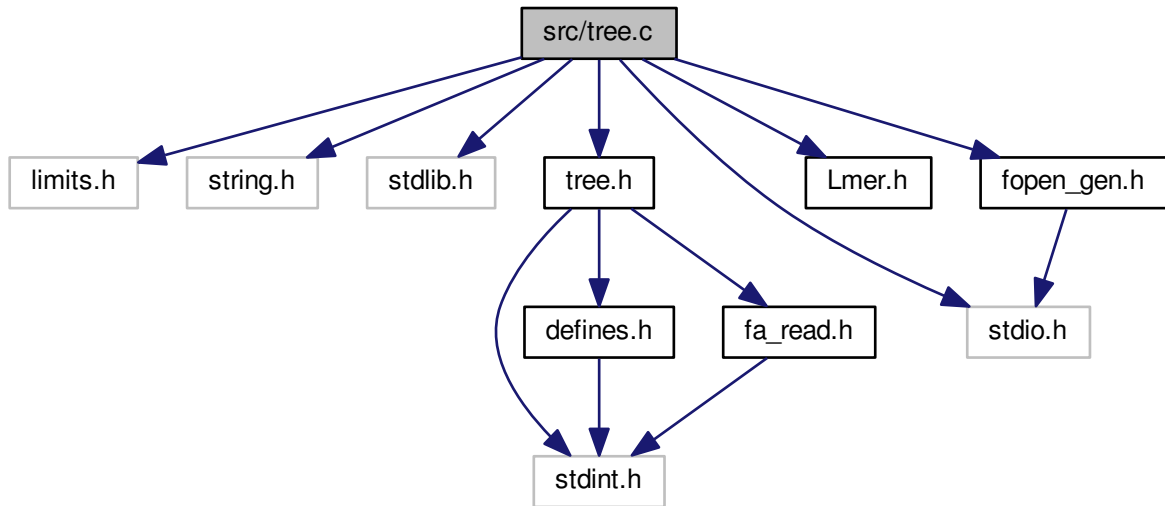 src/tree.c
limits.h
string.h
stdlib.h
tree.h
Lmer.h
fopen_gen.h
defines.h
fa_read.h
stdio.h
stdint.h